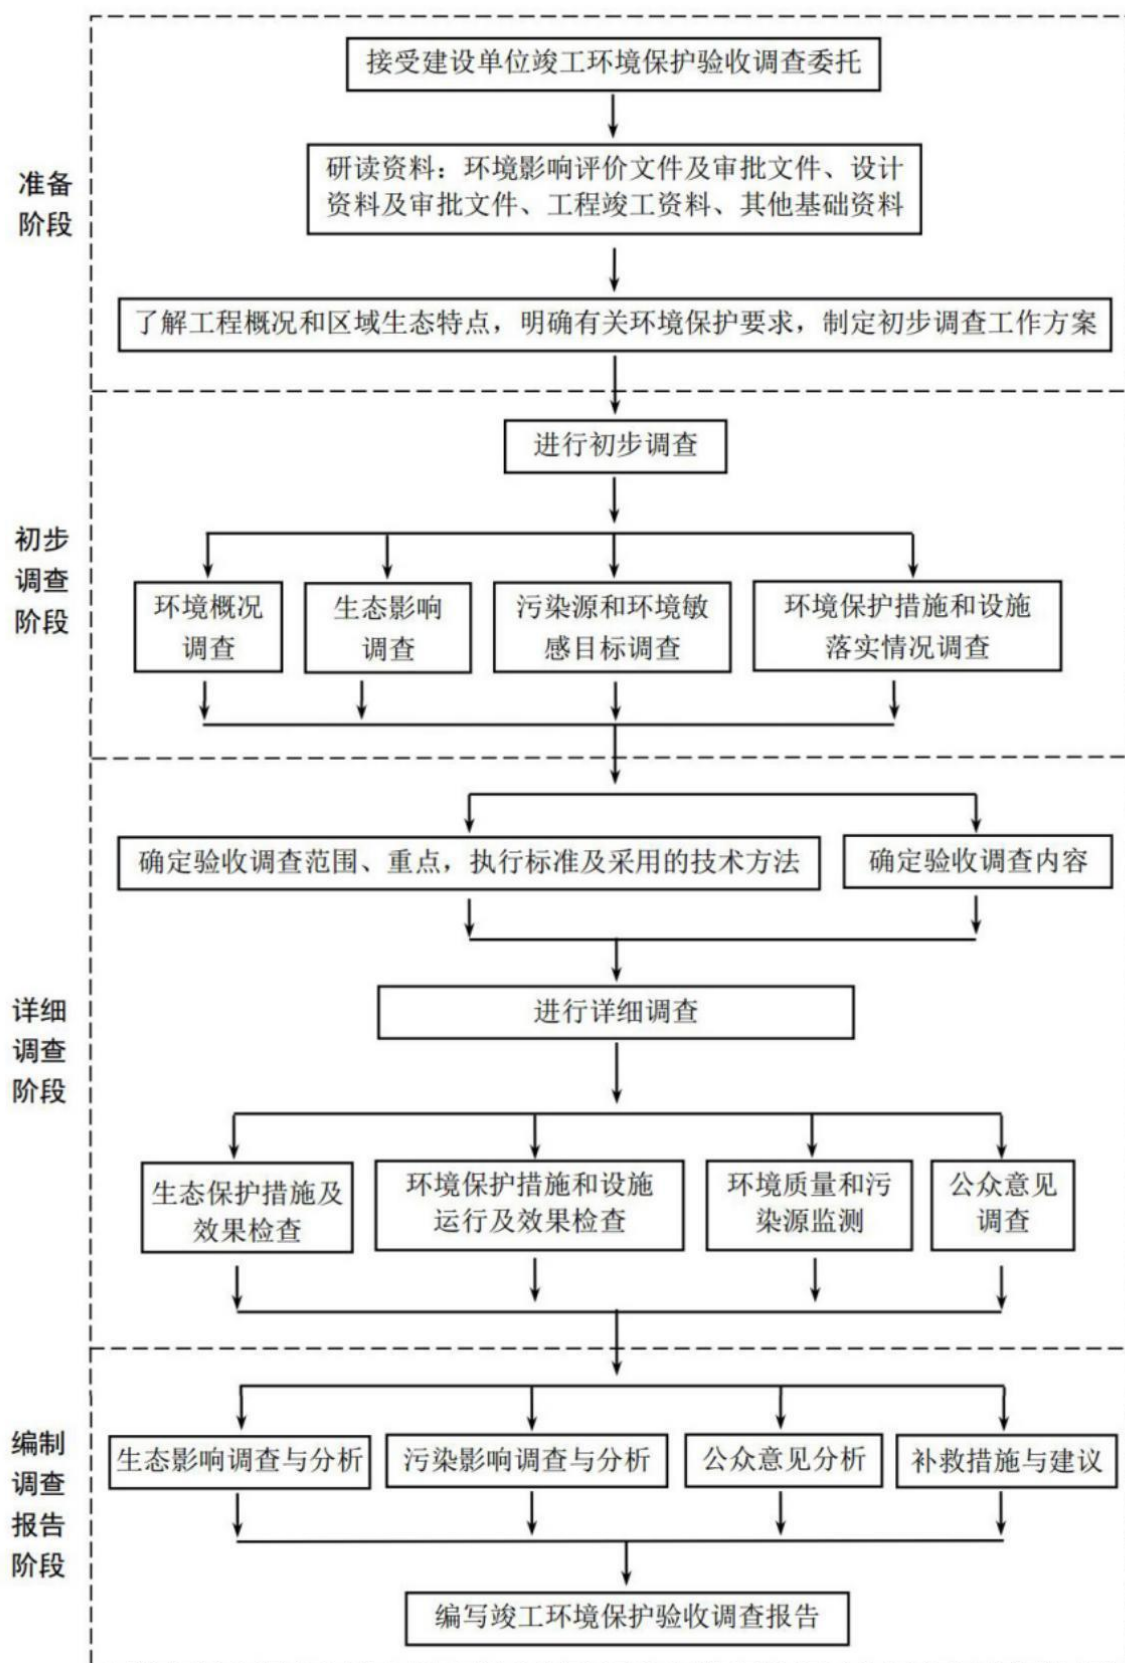 准备
阶段
接受建设单位竣工环境保护验收调查委托
研读资料：环境影响评价文件及审批文件、设计
资料及审批文件、工程竣工资料、其他基础资料
了解工程概况和区域生态特点，明确有关环境保护要求，制定初步调查工作方案
初步
调查
阶段
进行初步调查
环境概况
调查
生态影响
调查
污染源和环境敏
感目标调查
环境保护措施和设施
落实情况调查
详细
调查
阶段
确定验收调查范围、重点，执行标准及采用的技术方法
确定验收调查内容
进行详细调查
生态保护措施及
效果检查
环境保护措施和设施
运行及效果检查
环境质量和污
染源监测
公众意见
调查
编制
调查
报告
阶段
生态影响调查与分析
污染影响调查与分析
公众意见分析
补救措施与建议
编写竣工环境保护验收调查报告